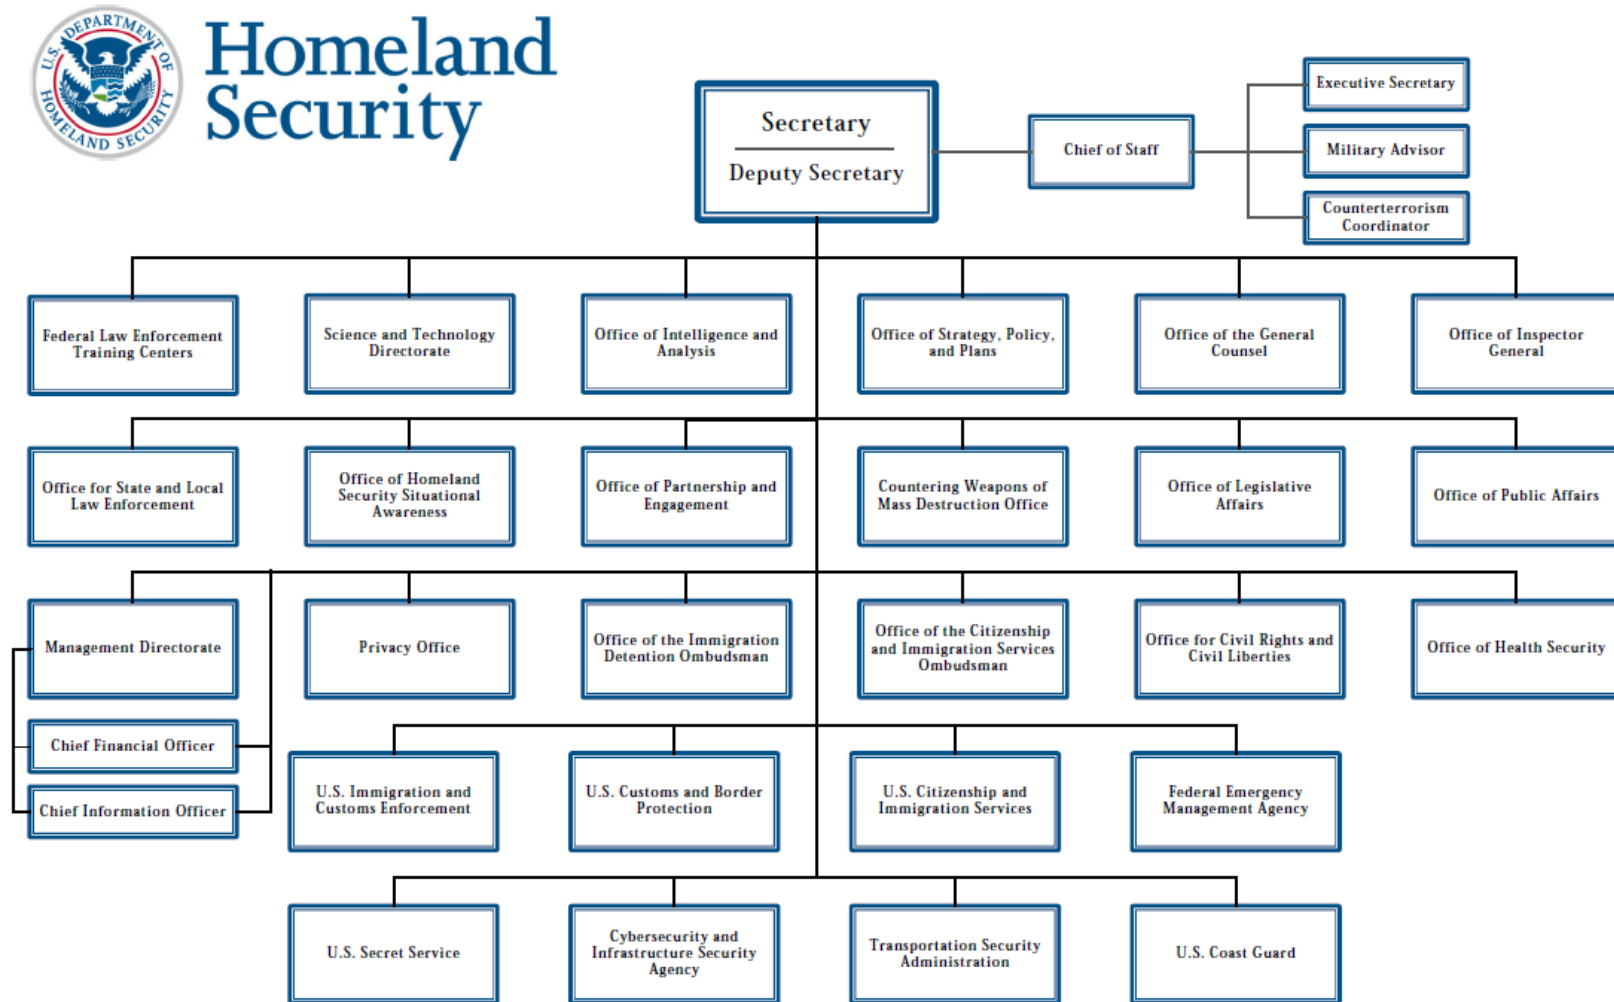 U.S. DEPARTMENT OF
HOMELAND SECURITY
Homeland
Security
Secretary
Deputy Secretary
Chief of Staff
Executive Secretary
Military Advisor
Counterterrorism
Coordinator
Federal Law Enforcement
Training Centers
Science and Technology
Directorate
Office of Intelligence and
Analysis
Office of Strategy, Policy,
and Plans
Office of the General
Counsel
Office of Inspector
General
Office for State and Local
Law Enforcement
Office of Homeland
Security Situational
Awareness
Office of Partnership and
Engagement
Countering Weapons of
Mass Destruction Office
Office of Legislative
Affairs
Office of Public Affairs
Management Directorate
Privacy Office
Office of the Immigration
Detention Ombudsman
Office of the Citizenship
and Immigration Services
Ombudsman
Office for Civil Rights and
Civil Liberties
Office of Health Security
Chief Financial Officer
Chief Information Officer
U.S. Immigration and
Customs Enforcement
U.S. Customs and Border
Protection
U.S. Citizenship and
Immigration Services
Federal Emergency
Management Agency
U.S. Secret Service
Cybersecurity and
Infrastructure Security
Agency
Transportation Security
Administration
U.S. Coast Guard